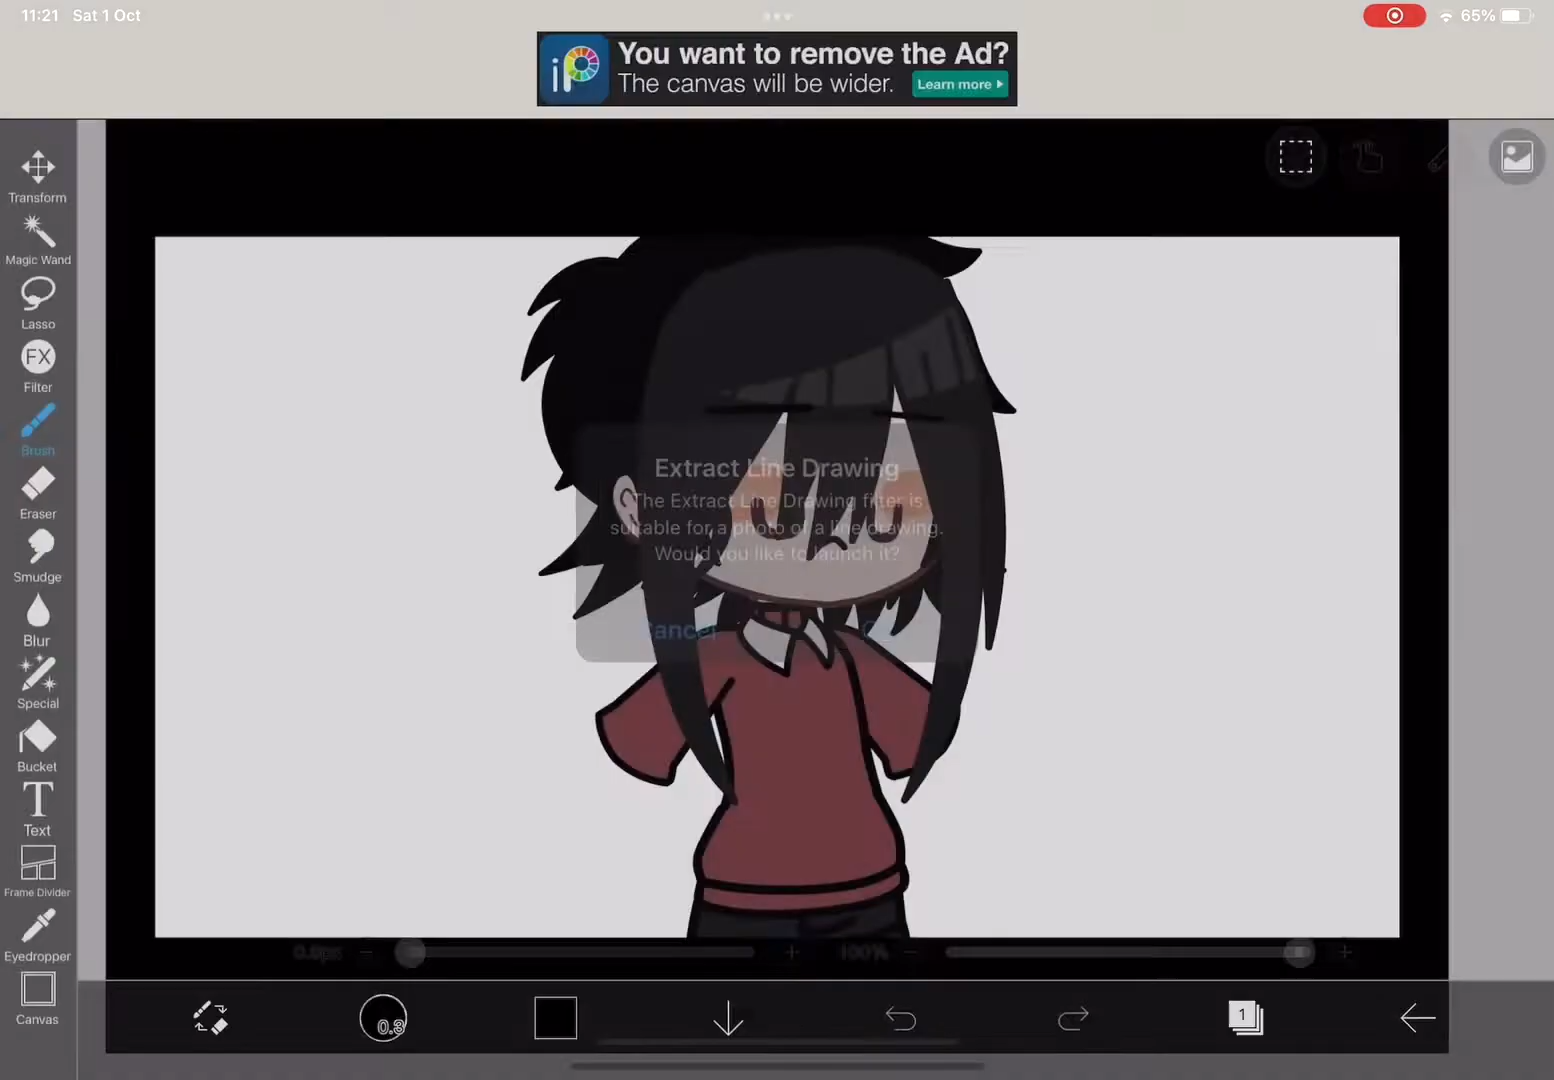 11:21 Sat 1 Oct
65%
iP
You want to remove the Ad?
The canvas will be wider.
Learn more
Transform
Magic Wand
Lasso
FX
Filter
Brush
Eraser
Smudge
Blur
Special
Bucket
T
Text
Frame Divider
Eyedropper
Canvas
Extract Line Drawing
The Extract Line Drawing filter is
suitable for a photo of a line drawing.
Would you like to launch it?
Cancel
100%
0.3
1